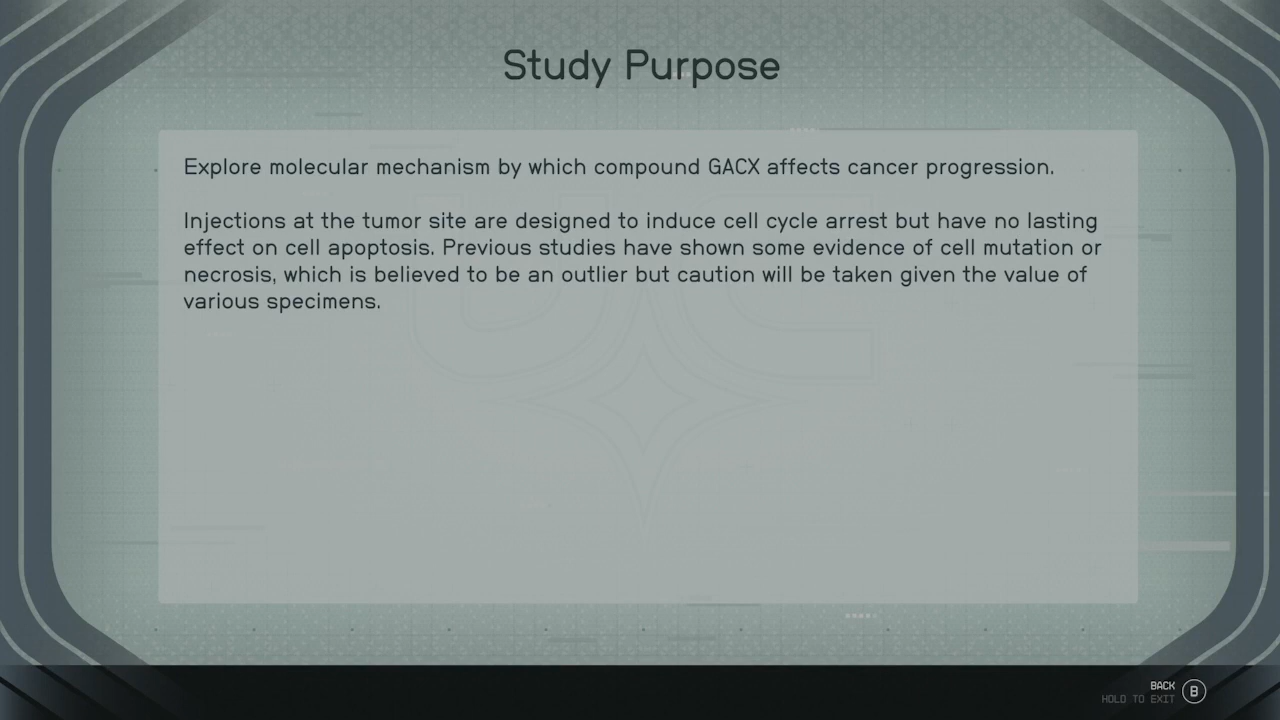 Study Purpose
Explore molecular mechanism by which compound GACX affects cancer progression.
Injections at the tumor site are designed to induce cell cycle arrest but have no lasting
effect on cell apoptosis. Previous studies have shown some evidence of cell mutation or
necrosis, which is believed to be an outlier but caution will be taken given the value of
various specimens.
UC
BACK
HOLD TO EXIT
B